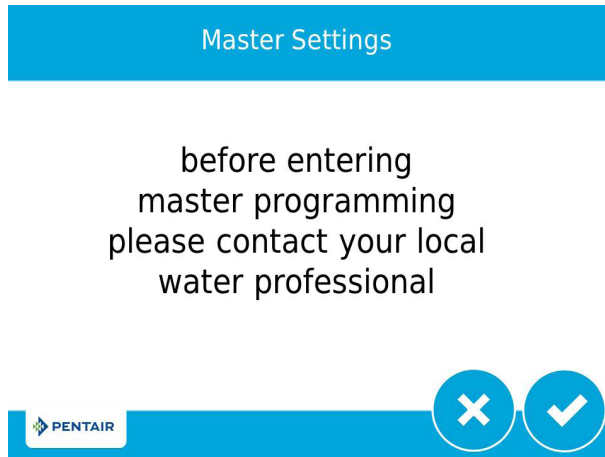 Master Settings
before entering
master programming
please contact your local
water professional
PENTAIR